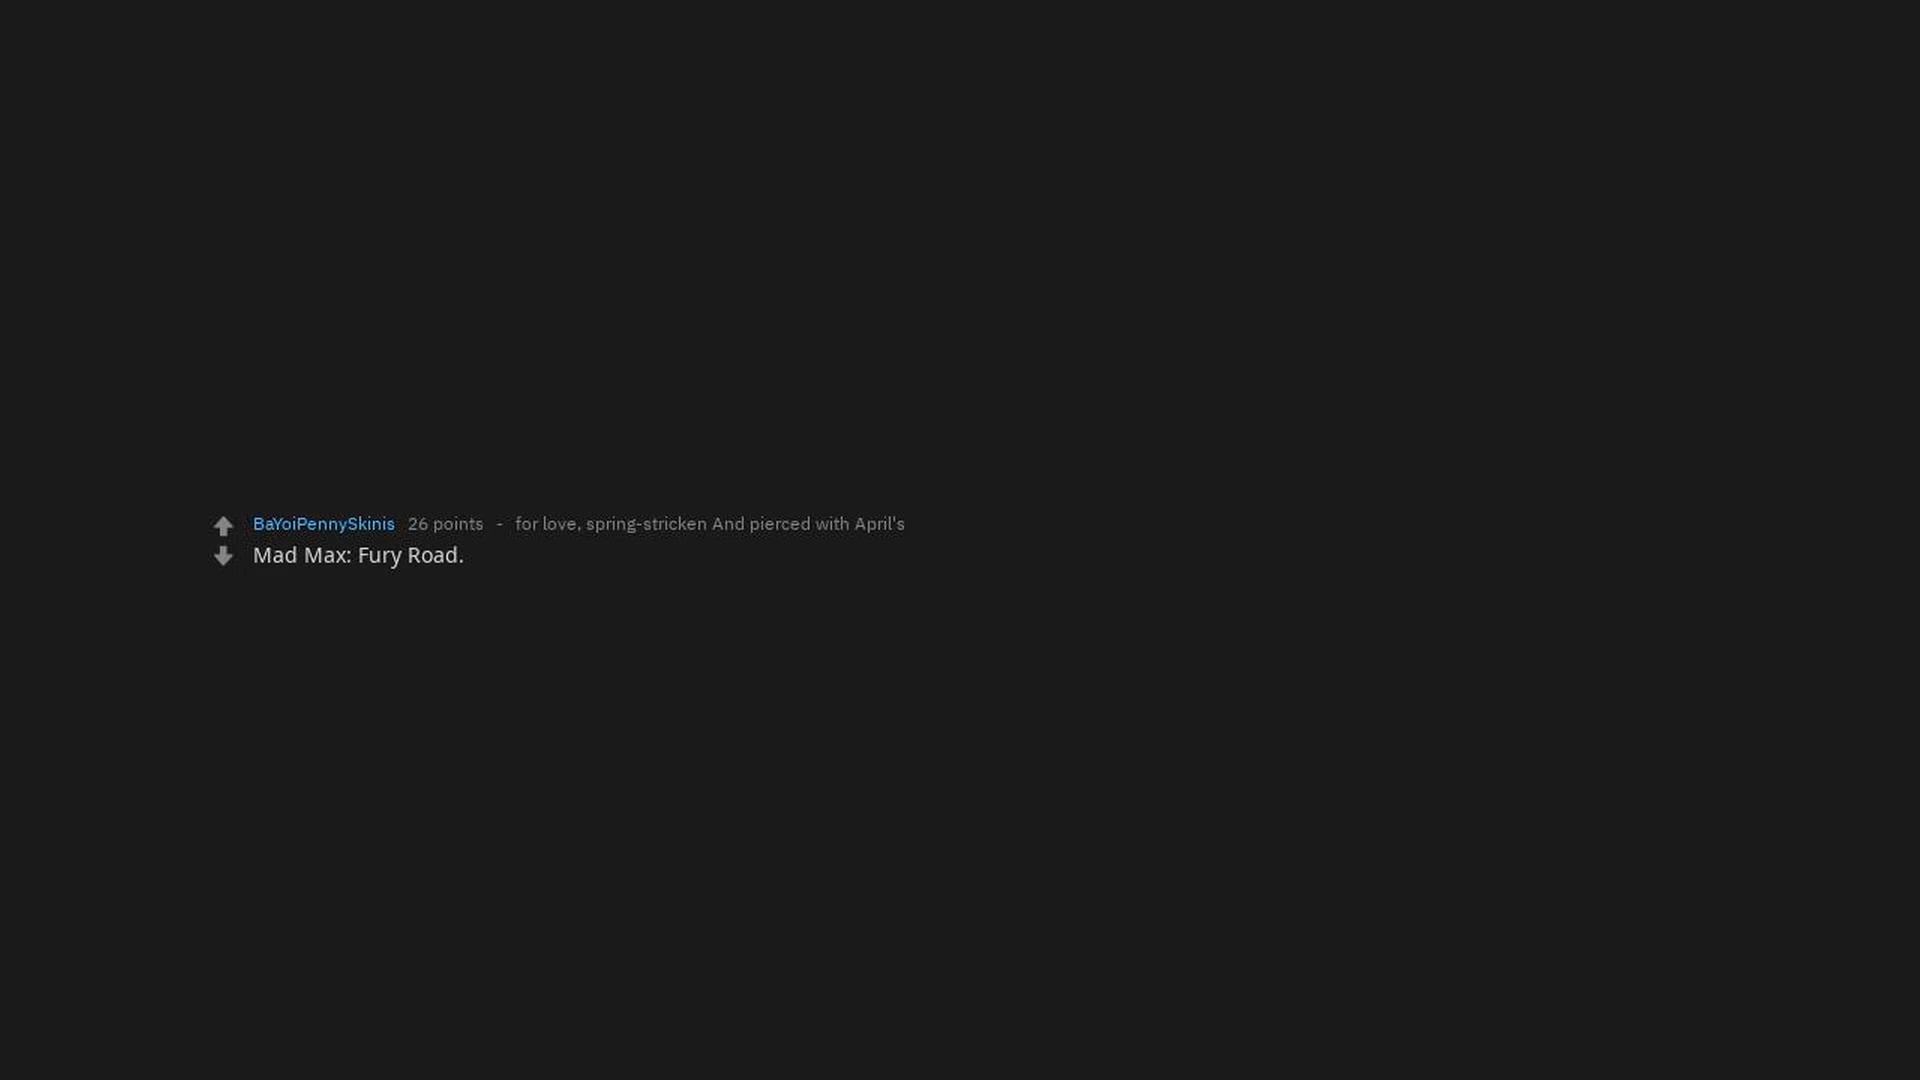 BaYoiPennySkinis 26 points - for love, spring-stricken And pierced with April's
Mad Max: Fury Road.